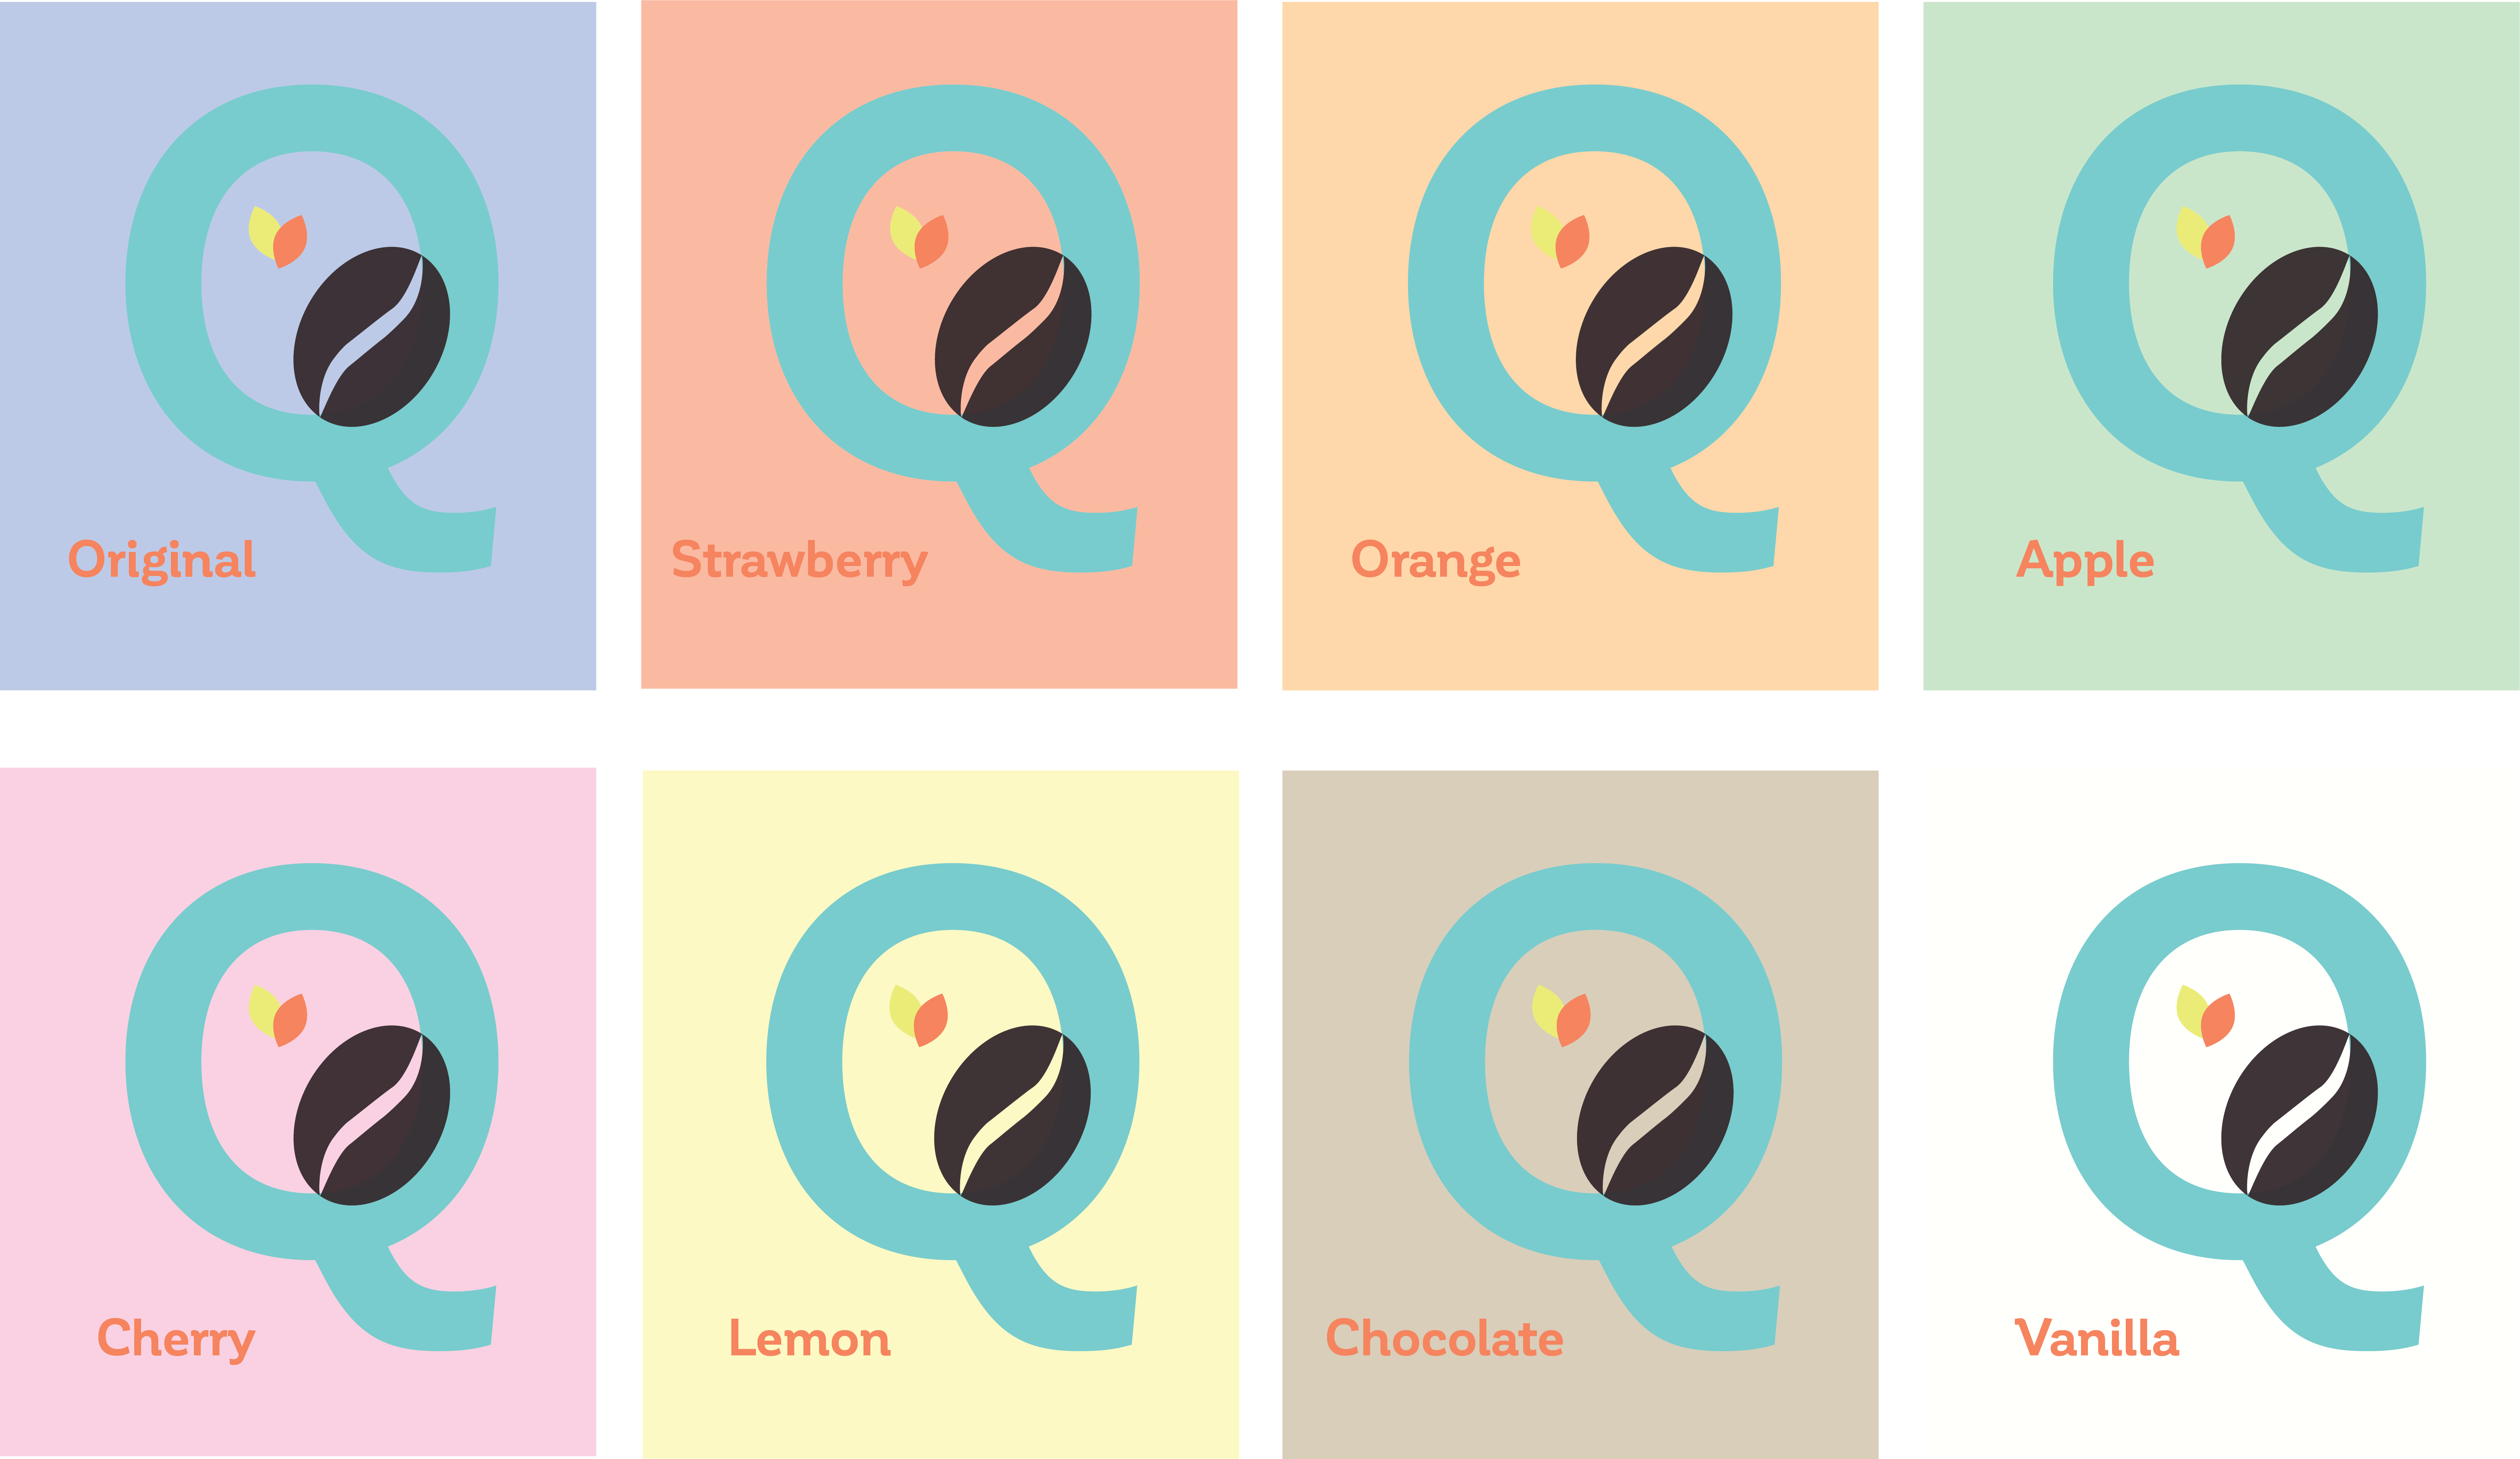 Q
Original
Q
Strawberry
Q
Orange
Q
Apple
Q
Cherry
Q
Lemon
Q
Chocolate
Q
Vanilla